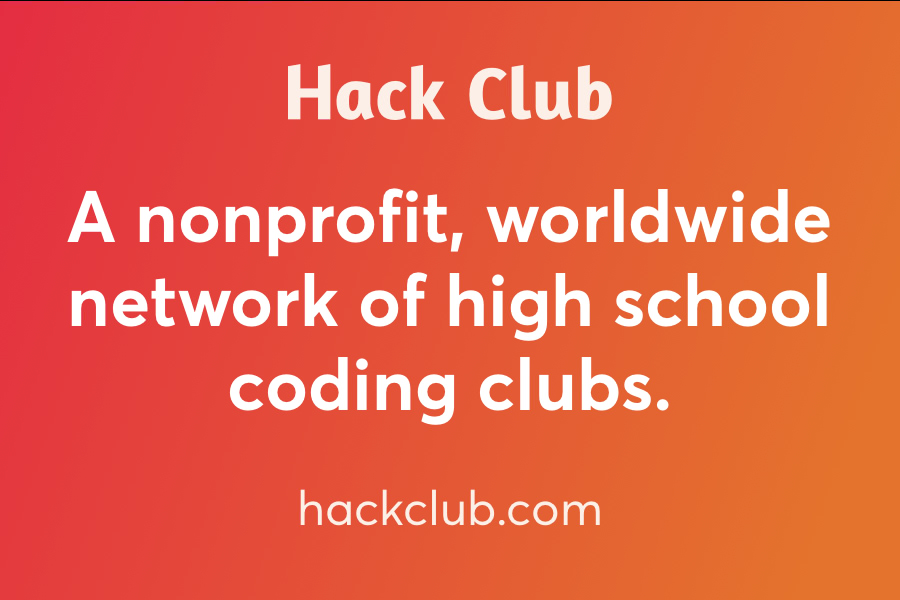 Hack Club
A nonprofit, worldwide
network of high school
coding clubs.
hackclub.com